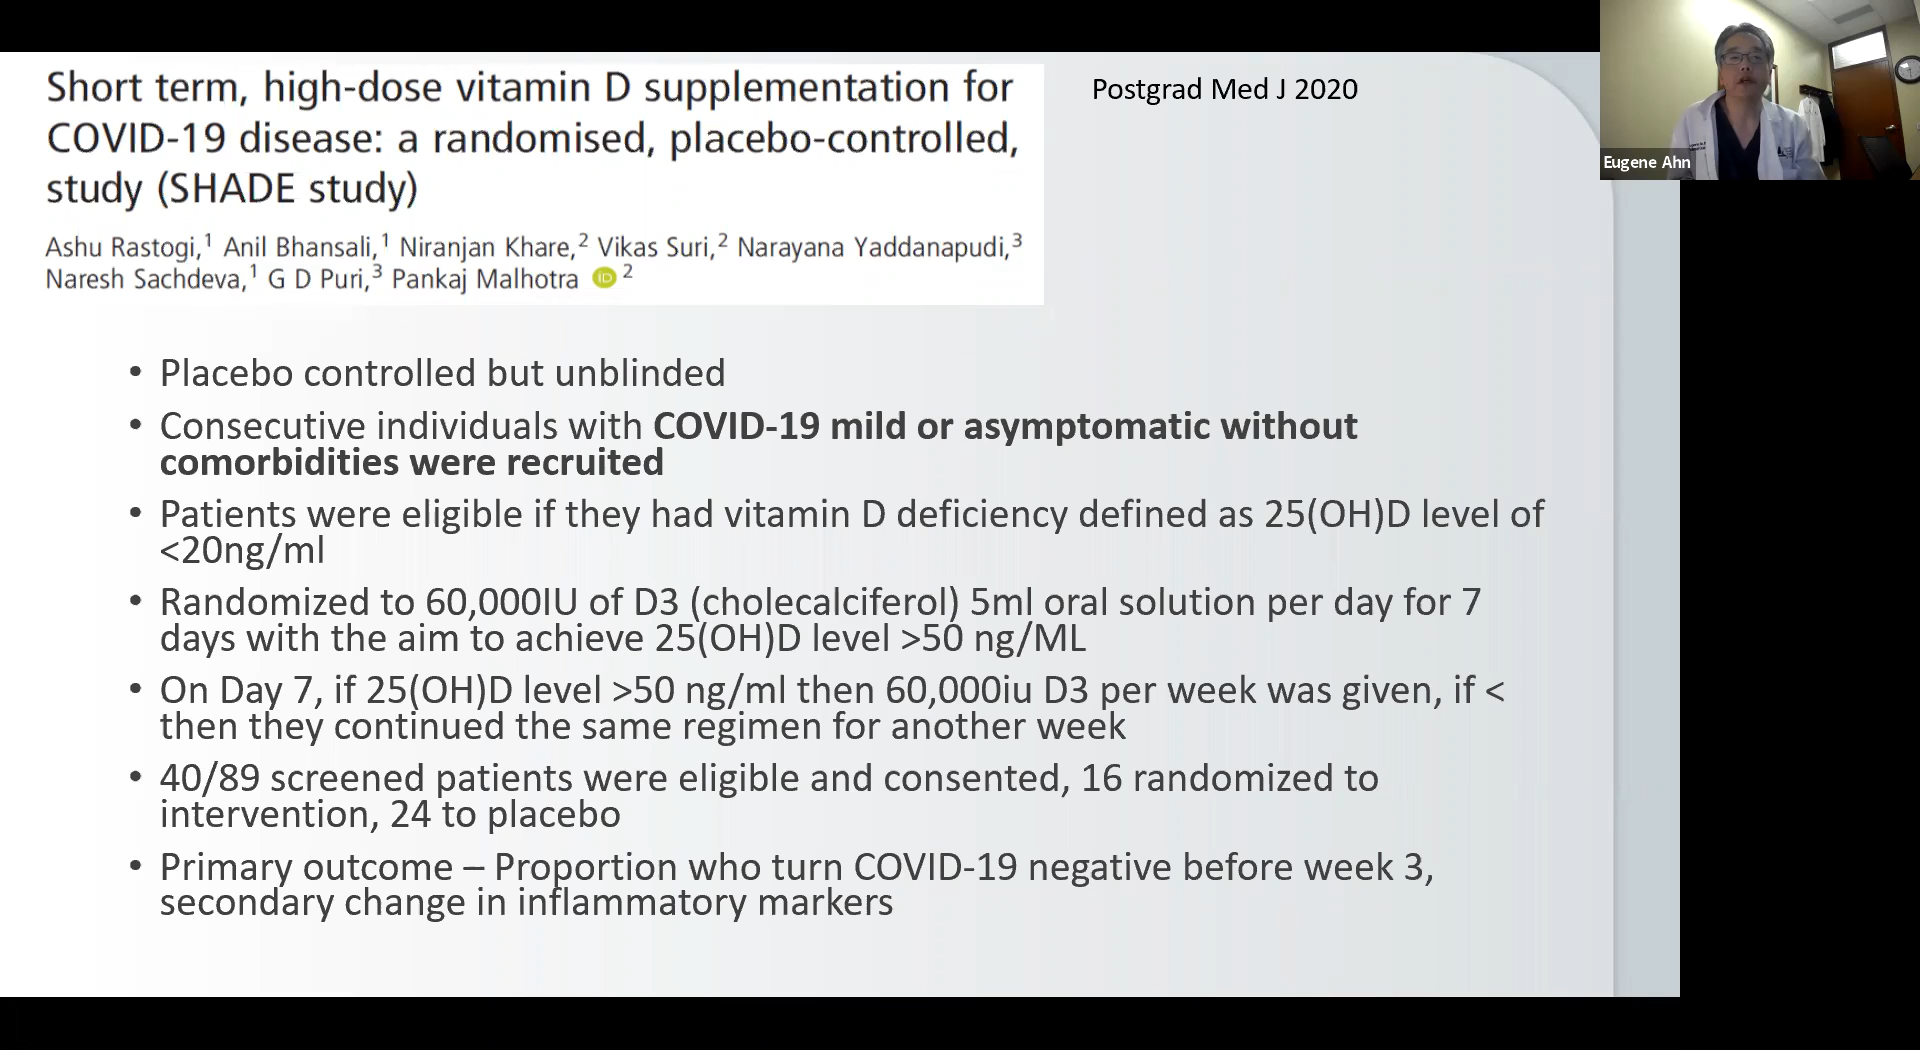 Short term, high-dose vitamin D supplementation for
COVID-19 disease: a randomised, placebo-controlled,
study (SHADE study)
Postgrad Med J 2020
Ashu Rastogi,1 Anil Bhansali,1 Niranjan Khare,2 Vikas Suri,2 Narayana Yaddanapudi,3
Naresh Sachdeva,1 G D Puri,3 Pankaj Malhotra iD 2
Eugene Ahn
• Placebo controlled but unblinded
• Consecutive individuals with COVID-19 mild or asymptomatic without
comorbidities were recruited
• Patients were eligible if they had vitamin D deficiency defined as 25(OH)D level of
<20ng/ml
• Randomized to 60,000IU of D3 (cholecalciferol) 5ml oral solution per day for 7
days with the aim to achieve 25(OH)D level >50 ng/ML
• On Day 7, if 25(OH)D level >50 ng/ml then 60,000iu D3 per week was given, if <
then they continued the same regimen for another week
• 40/89 screened patients were eligible and consented, 16 randomized to
intervention, 24 to placebo
• Primary outcome – Proportion who turn COVID-19 negative before week 3,
secondary change in inflammatory markers